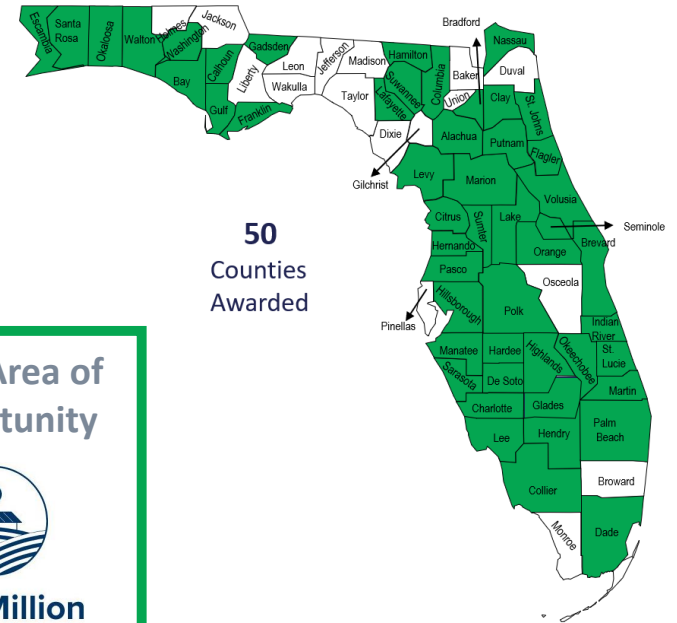 Escambia
Santa
Rosa
Okaloosa
Walton
Holmes
Washington
Jackson
Bay
Calhoun
Gulf
Liberty
Gadsden
Franklin
Leon
Wakulla
Jefferson
Madison
Taylor
Hamilton
Suwannee
Lafayette
Dixie
Columbia
Baker
Union
Bradford
Nassau
Duval
Clay
St. Johns
Alachua
Putnam
Flagler
Gilchrist
Levy
Marion
Volusia
Citrus
Sumter
Lake
Seminole
Hernando
Orange
Brevard
Pasco
Osceola
Hillsborough
Pinellas
Polk
Indian
River
Manatee
Hardee
Highlands
Okeechobee
St.
Lucie
Sarasota
De Soto
Martin
Charlotte
Glades
Lee
Hendry
Palm
Beach
Collier
Broward
Monroe
Dade
50
Counties
Awarded
Area of
tunity
Million